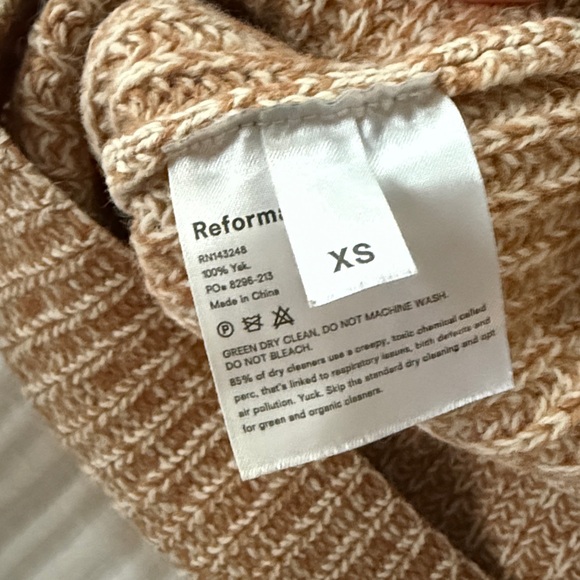 Reforma
XS
RN143248
100% Yak.
PO# 8296-213
Made in China
GREEN DRY CLEAN. DO NOT MACHINE WASH.
DO NOT BLEACH.
85% of dry cleaners use a creepy, toxic chemical called
perc, that's linked to respiratory issues, birth defects and
air pollution. Yuck. Skip the standard dry cleaning and opt
for green and organic cleaners.